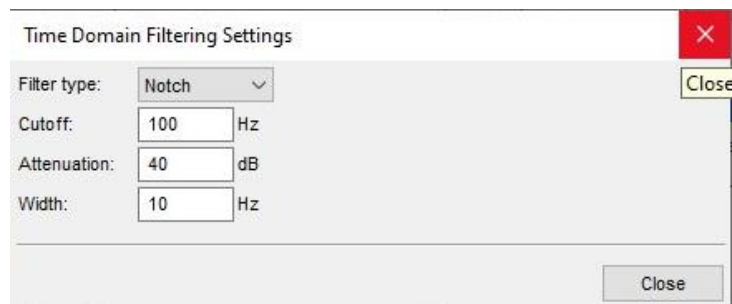 Time Domain Filtering Settings
Filter type: Notch
Close
Cutoff: 100 Hz
Attenuation: 40 dB
Width: 10 Hz
Close